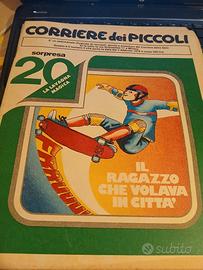 CORRIERE dei PICCOLI
sorpresa
20
LA LAVAGNA
MAGICA
IL
RAGAZZO
CHE VOLAVA
IN CITTA'
subito